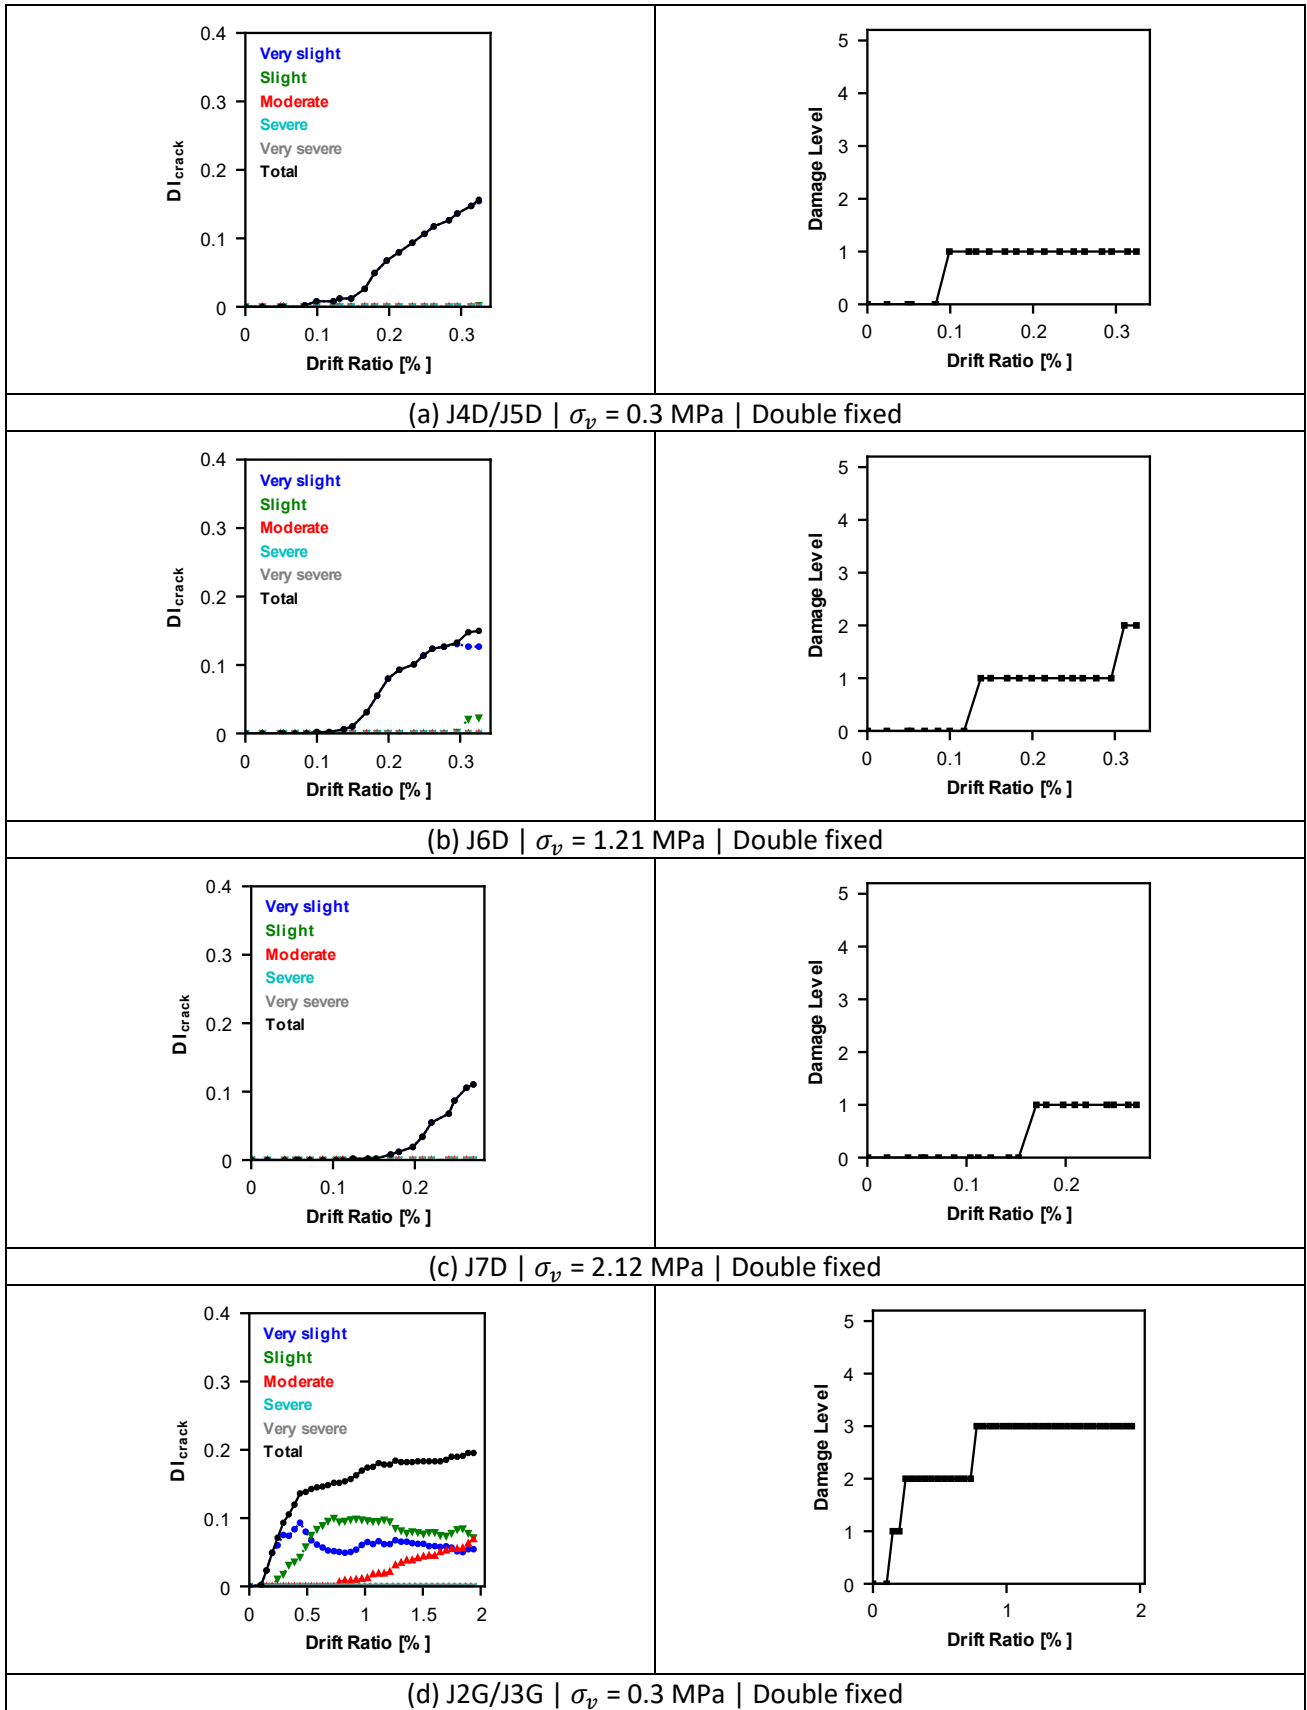 0.4
0.3
0.2
0.1
0
DI crack
Very slight
Slight
Moderate
Severe
Very severe
Total
0 0.1 0.2 0.3
Drift Ratio [% ]
5
4
3
2
1
0
Damage Level
0 0.1 0.2 0.3
Drift Ratio [% ]
(a) J4D/J5D | σᵥ = 0.3 MPa | Double fixed
0.4
0.3
0.2
0.1
0
DI crack
Very slight
Slight
Moderate
Severe
Very severe
Total
0 0.1 0.2 0.3
Drift Ratio [% ]
5
4
3
2
1
0
Damage Level
0 0.1 0.2 0.3
Drift Ratio [% ]
(b) J6D | σᵥ = 1.21 MPa | Double fixed
0.4
0.3
0.2
0.1
0
DI crack
Very slight
Slight
Moderate
Severe
Very severe
Total
0 0.1 0.2
Drift Ratio [% ]
5
4
3
2
1
0
Damage Level
0 0.1 0.2
Drift Ratio [% ]
(c) J7D | σᵥ = 2.12 MPa | Double fixed
0.4
0.3
0.2
0.1
0
DI crack
Very slight
Slight
Moderate
Severe
Very severe
Total
0 0.5 1 1.5 2
Drift Ratio [% ]
5
4
3
2
1
0
Damage Level
0 1 2
Drift Ratio [% ]
(d) J2G/J3G | σᵥ = 0.3 MPa | Double fixed